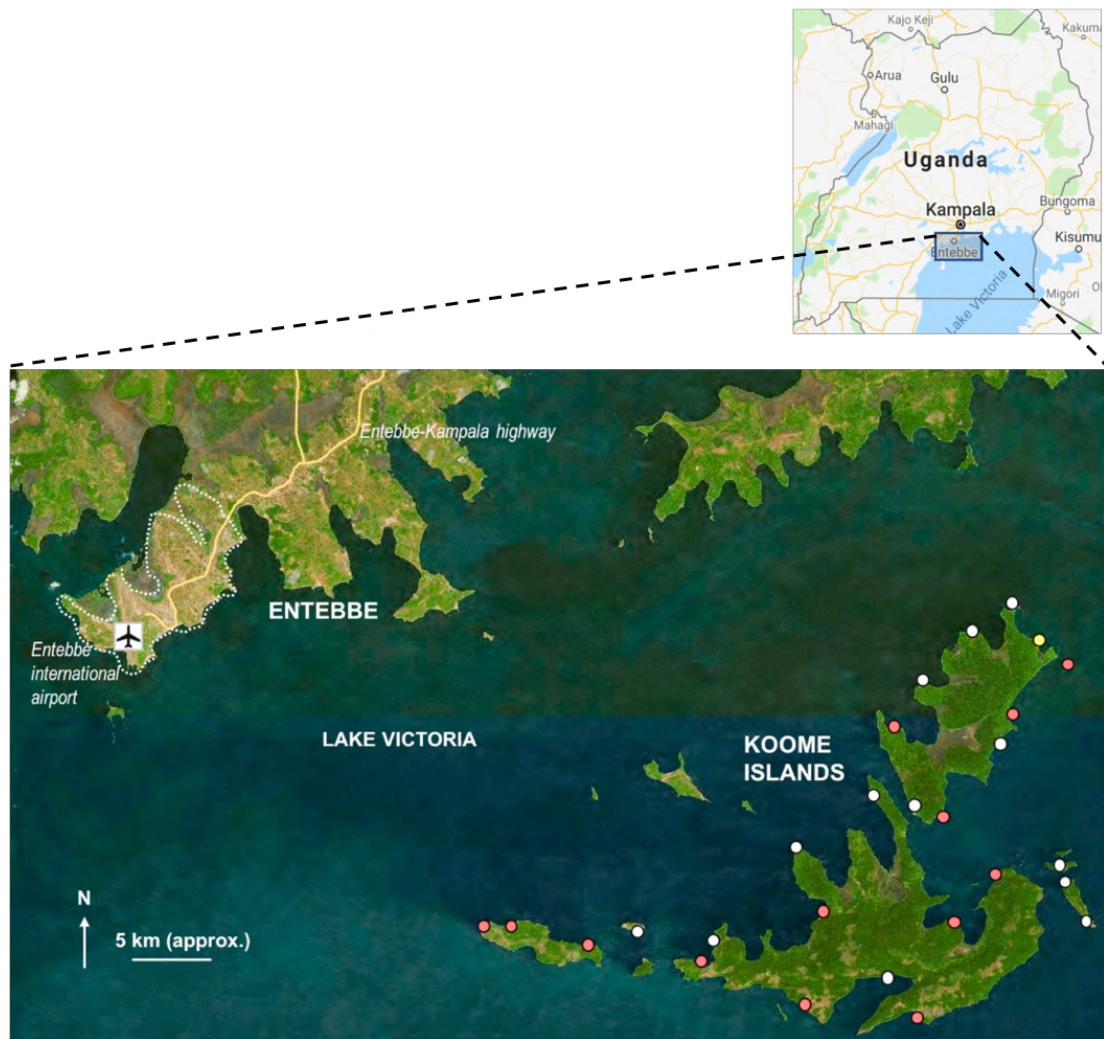 Kajo Keji
Kakuma
Arua
Gulu
Mahagi
Uganda
Kampala
Bungoma
Kisumu
Entebbe
Migori
Lake Victoria
Entebbe-Kampala highway
ENTEBBE
Entebbe
international
airport
LAKE VICTORIA
KOOME
ISLANDS
N
5 km (approx.)